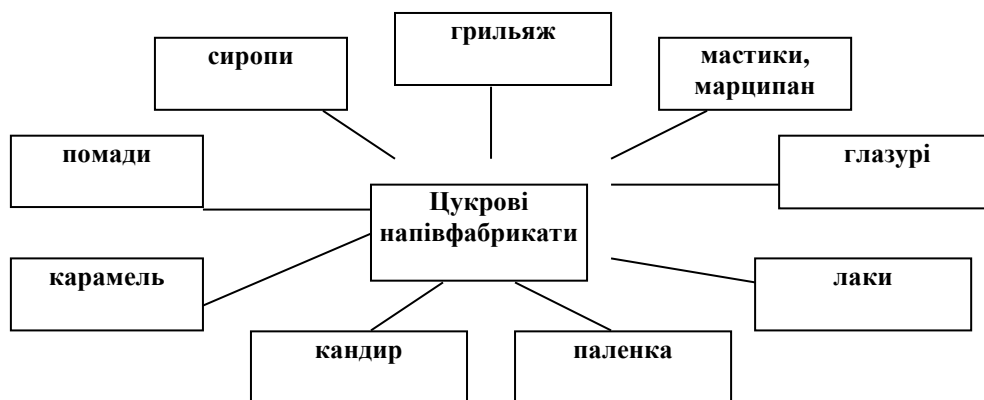 грильяж
сиропи
мастики,
марципан
помади
глазурі
Цукрові
напівфабрикати
карамель
лаки
кандир
паленка